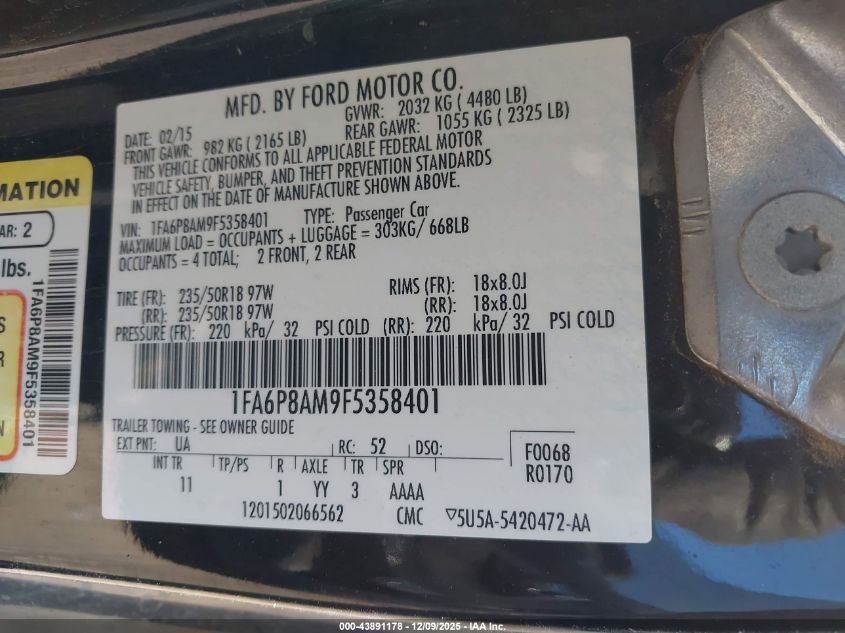 MATION
AR: 2
lbs.
S
R
N
1FA6P8AM9F5358401
MFD. BY FORD MOTOR CO.
DATE: 02/15 GVWR: 2032 KG ( 4480 LB)
FRONT GAWR: 982 KG ( 2165 LB) REAR GAWR: 1055 KG ( 2325 LB)
THIS VEHICLE CONFORMS TO ALL APPLICABLE FEDERAL MOTOR
VEHICLE SAFETY, BUMPER, AND THEFT PREVENTION STANDARDS
IN EFFECT ON THE DATE OF MANUFACTURE SHOWN ABOVE.
VIN: 1FA6P8AM9F5358401 TYPE: Passenger Car
MAXIMUM LOAD = OCCUPANTS + LUGGAGE = 303KG/ 668LB
OCCUPANTS = 4 TOTAL; 2 FRONT, 2 REAR
TIRE (FR): 235/50R18 97W RIMS (FR): 18x8.0J
(RR): 235/50R18 97W (RR): 18x8.0J
PRESSURE (FR): 220 kPa/ 32 PSI COLD (RR): 220 kPa/ 32 PSI COLD
1FA6P8AM9F5358401
TRAILER TOWING - SEE OWNER GUIDE
EXT PNT: UA RC: 52 DSO: F0068
INT TR TP/PS R AXLE TR SPR R0170
11 1 YY 3 AAAA
1201502066562 CMC ▽5U5A-5420472-AA
000-43891178 - 12/09/2025 - IAA Inc.